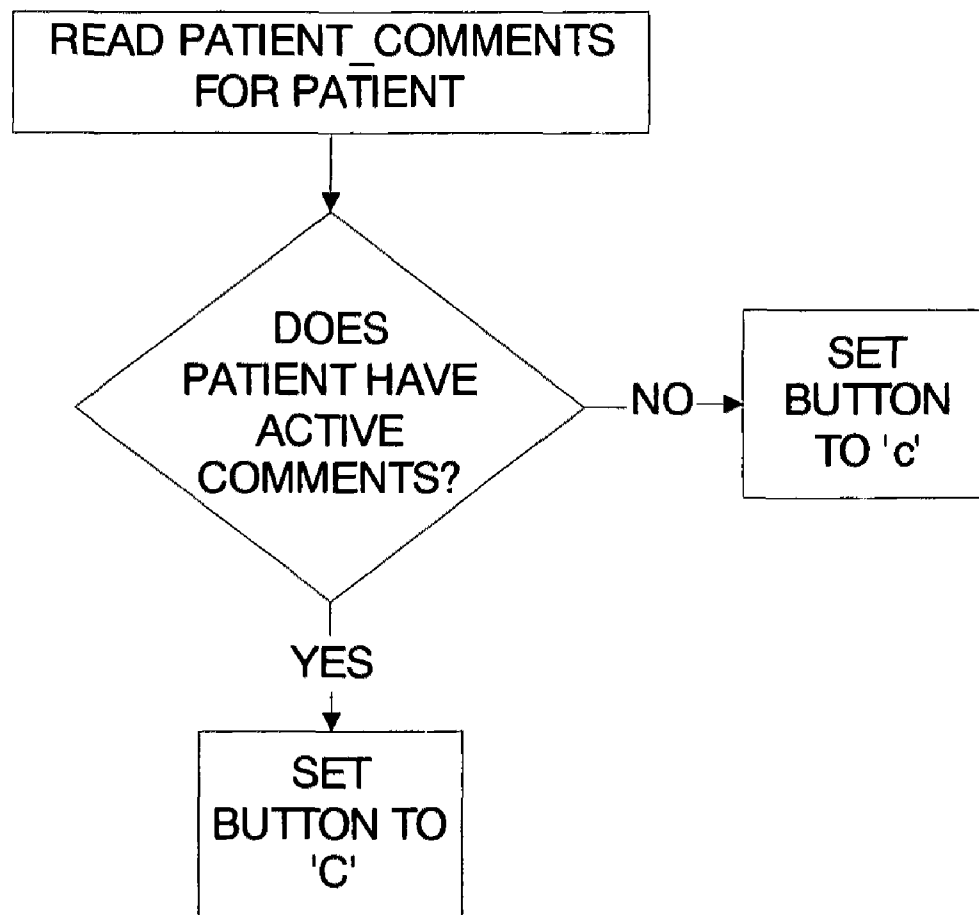 READ PATIENT_COMMENTS
FOR PATIENT
DOES
PATIENT HAVE
ACTIVE
COMMENTS?
NO
SET
BUTTON
TO 'c'
YES
SET
BUTTON TO
'C'